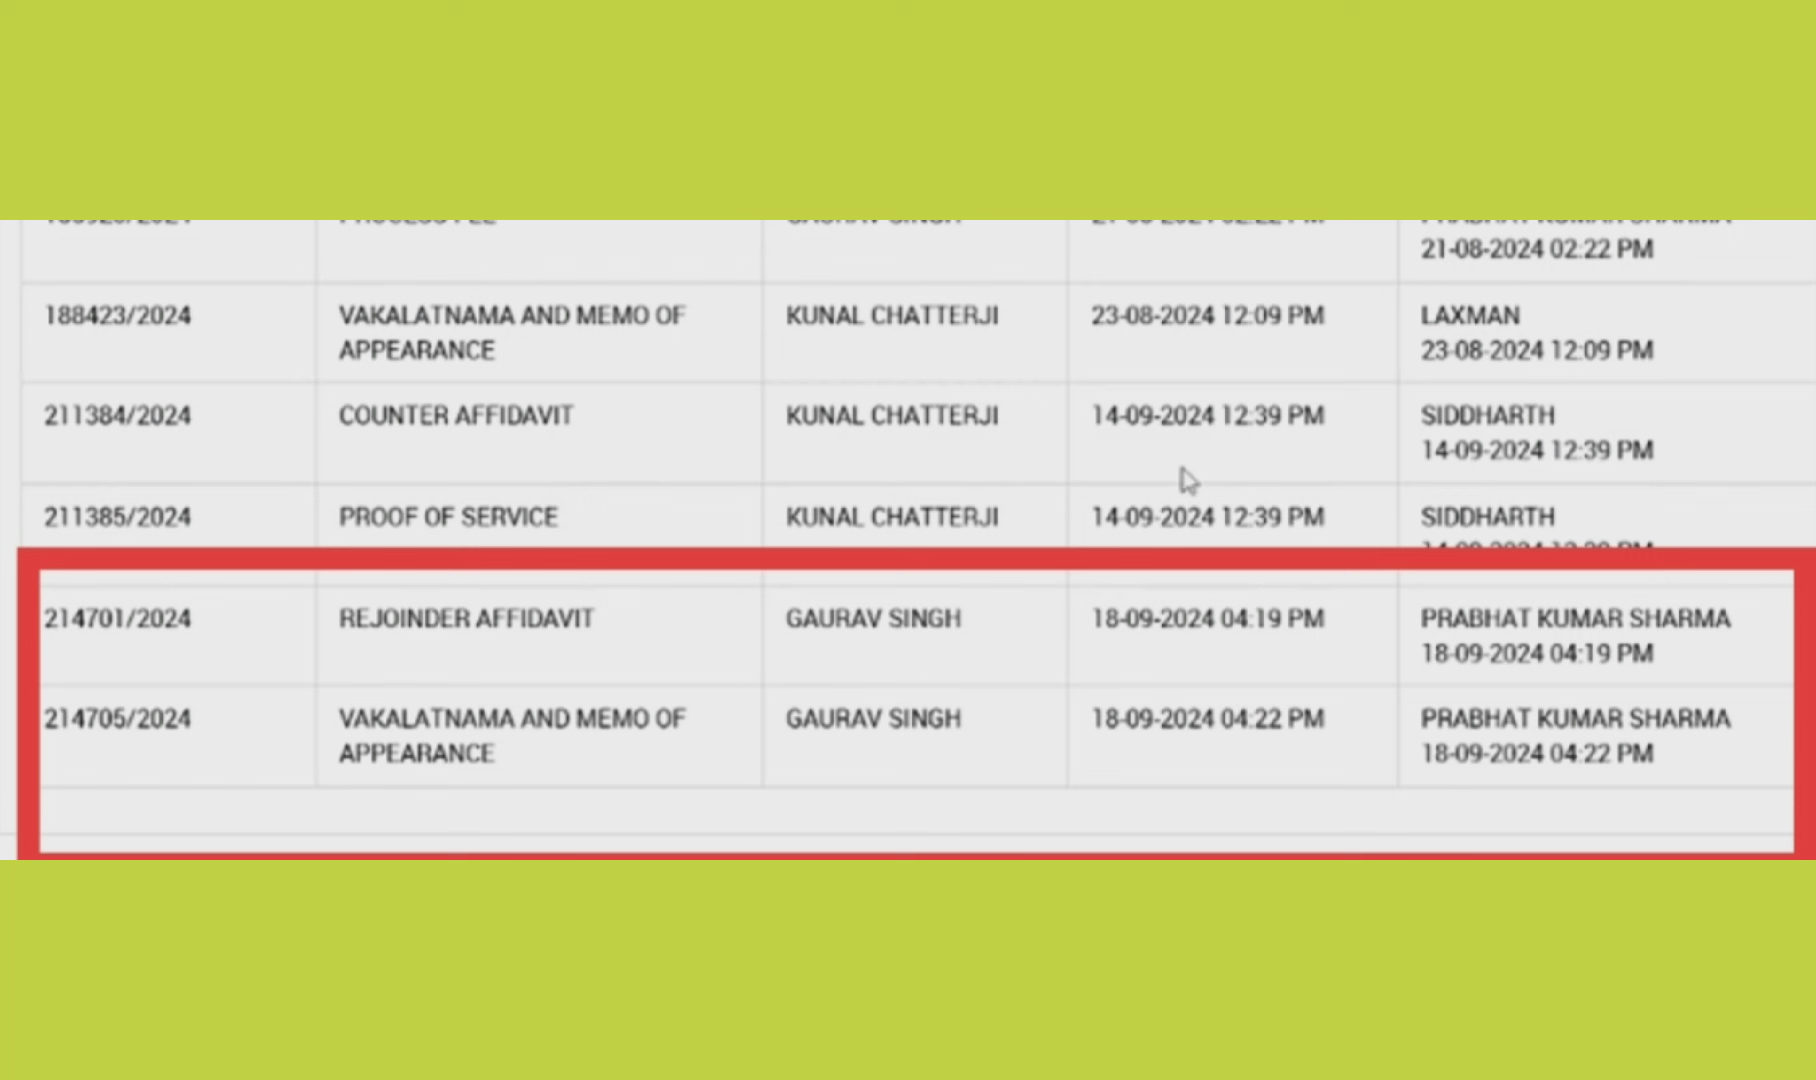 21-08-2024 02:22 PM
188423/2024 VAKALATNAMA AND MEMO OF KUNAL CHATTERJI 23-08-2024 12:09 PM LAXMAN
APPEARANCE 23-08-2024 12:09 PM
211384/2024 COUNTER AFFIDAVIT KUNAL CHATTERJI 14-09-2024 12:39 PM SIDDHARTH
14-09-2024 12:39 PM
211385/2024 PROOF OF SERVICE KUNAL CHATTERJI 14-09-2024 12:39 PM SIDDHARTH
214701/2024 REJOINDER AFFIDAVIT GAURAV SINGH 18-09-2024 04:19 PM PRABHAT KUMAR SHARMA
18-09-2024 04:19 PM
214705/2024 VAKALATNAMA AND MEMO OF GAURAV SINGH 18-09-2024 04:22 PM PRABHAT KUMAR SHARMA
APPEARANCE 18-09-2024 04:22 PM